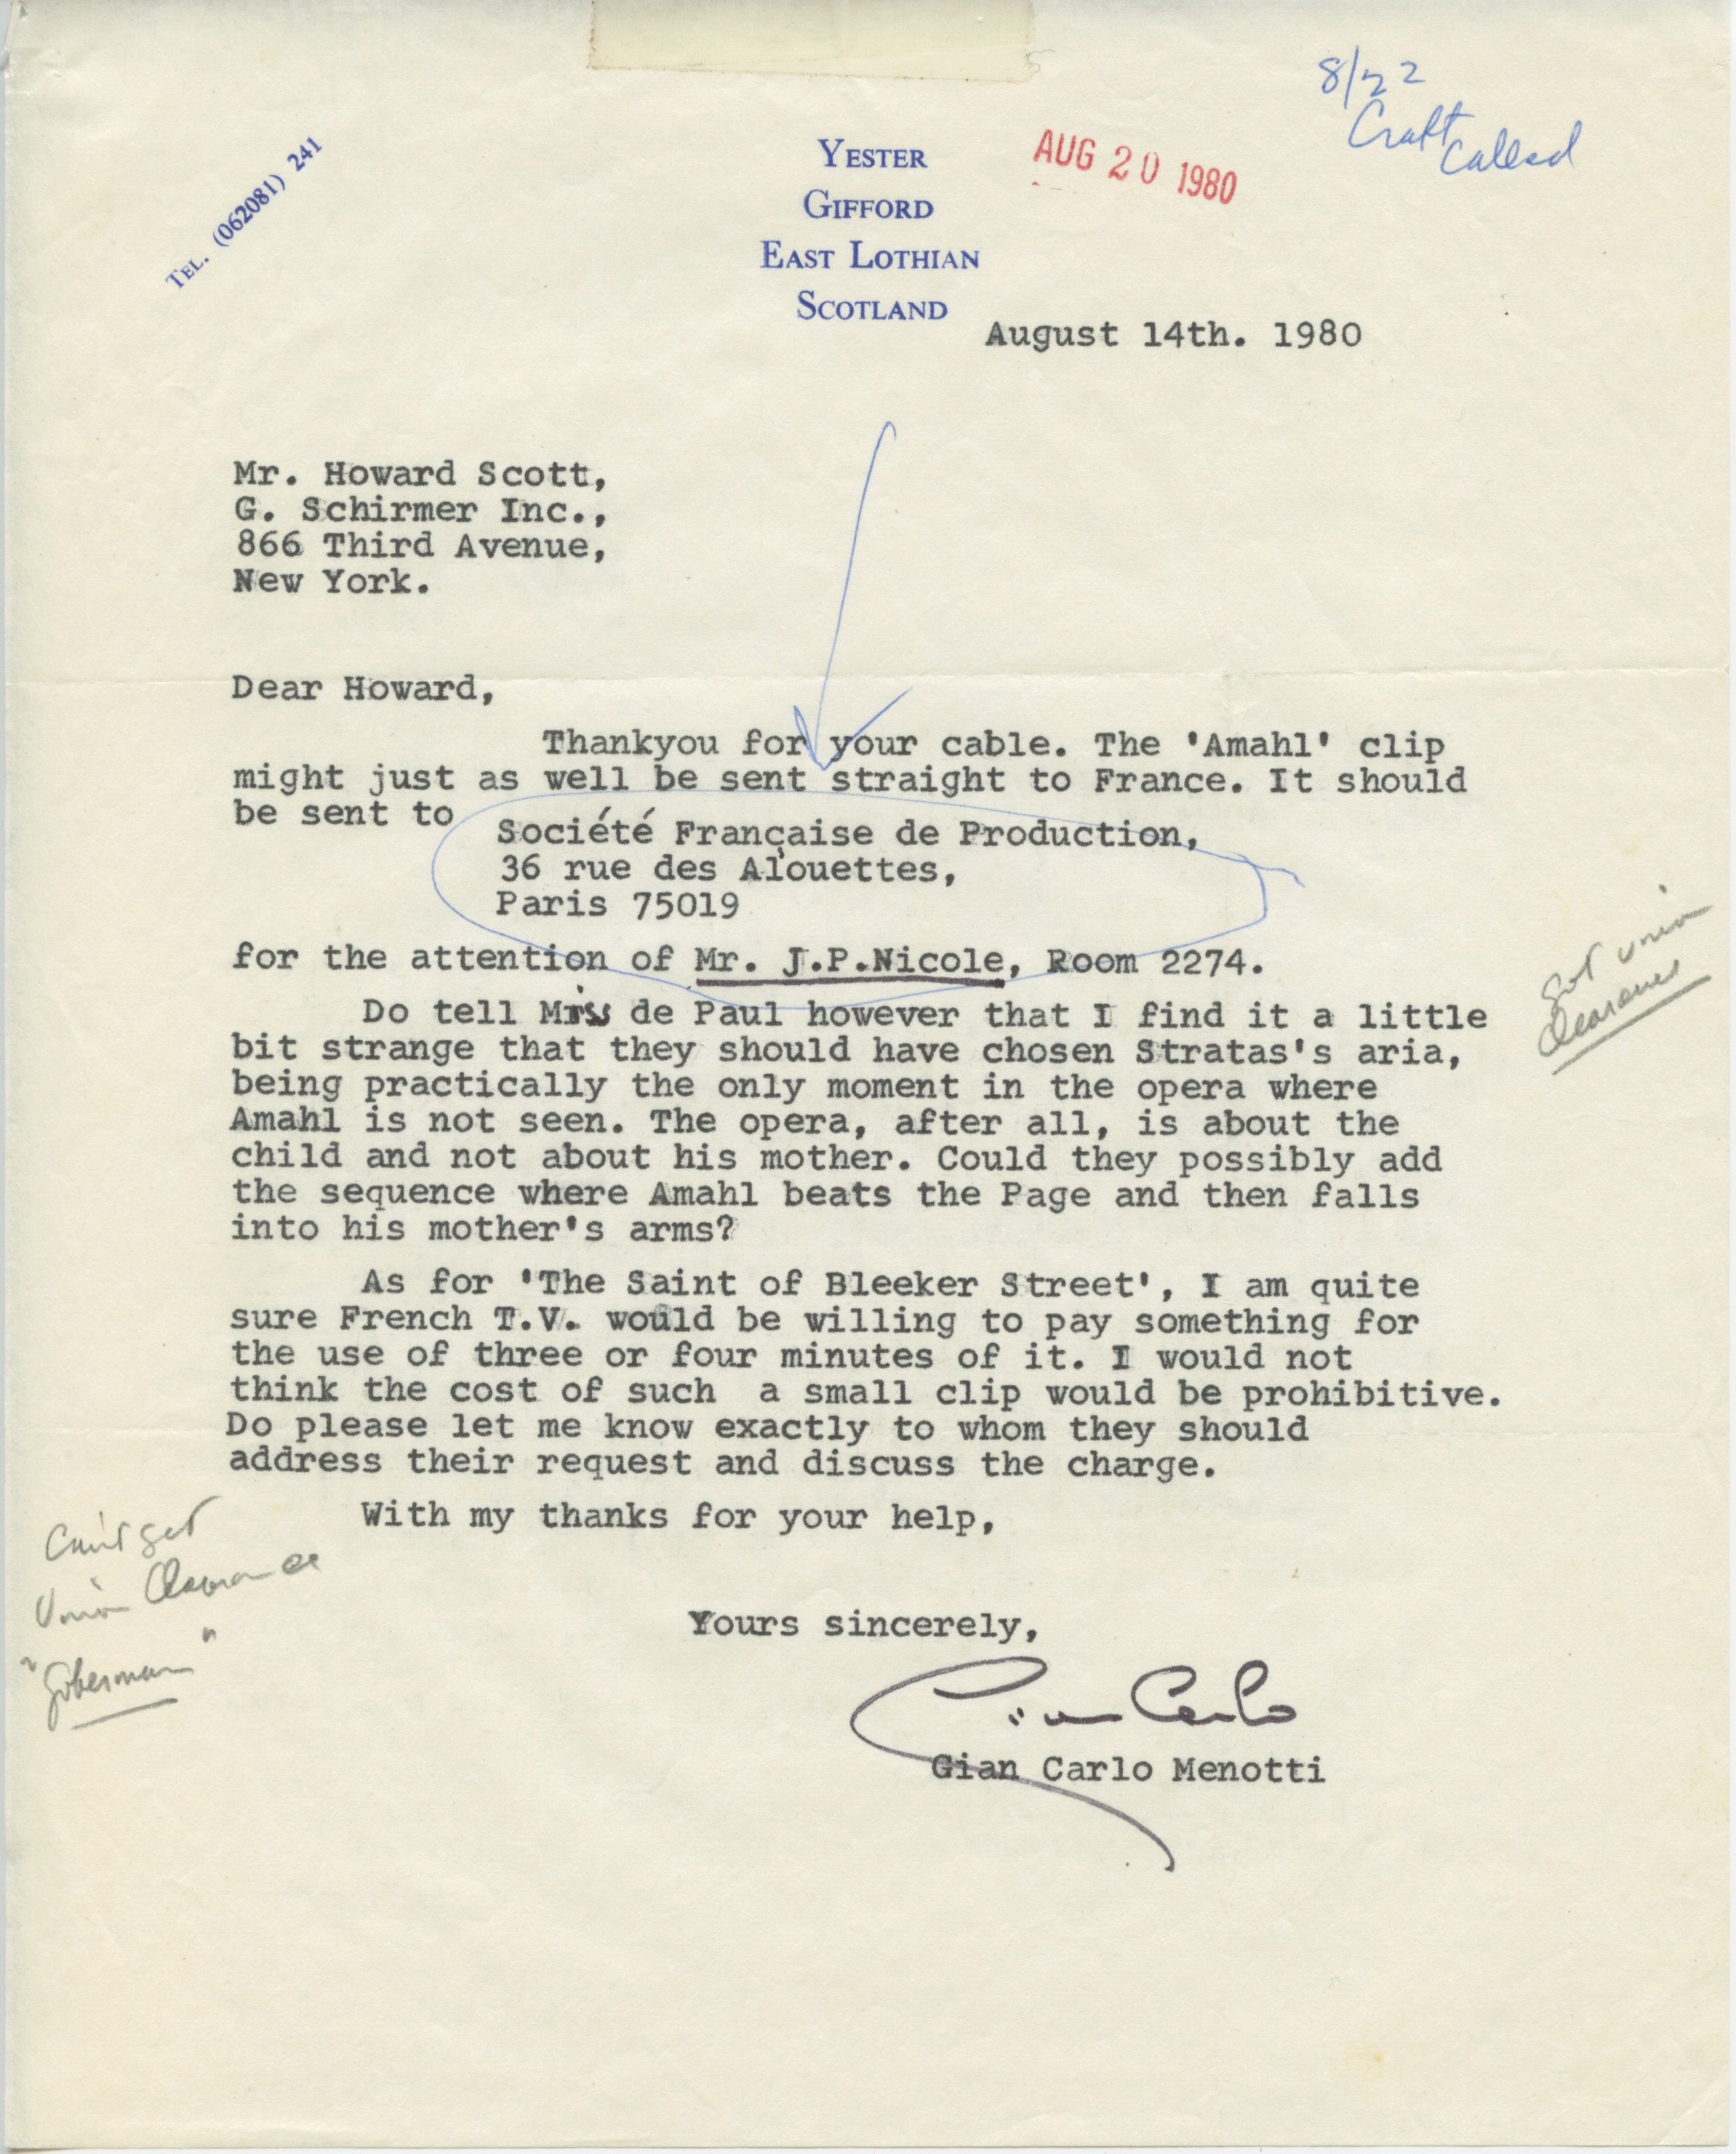 8/22
Craft
called
TEL. (062081) 241
YESTER
GIFFORD
EAST LOTHIAN
SCOTLAND
AUG 20 1980
August 14th. 1980
Mr. Howard Scott,
G. Schirmer Inc.,
866 Third Avenue,
New York.
Dear Howard,
Thankyou for your cable. The 'Amahl' clip
might just as well be sent straight to France. It should
be sent to
Société Française de Production,
36 rue des Alouettes,
Paris 75019
for the attention of Mr. J.P.Nicole, Room 2274.
got union
clearance
Do tell Miss de Paul however that I find it a little
bit strange that they should have chosen Stratas's aria,
being practically the only moment in the opera where
Amahl is not seen. The opera, after all, is about the
child and not about his mother. Could they possibly add
the sequence where Amahl beats the Page and then falls
into his mother's arms?
As for 'The Saint of Bleeker Street', I am quite
sure French T.V. would be willing to pay something for
the use of three or four minutes of it. I would not
think the cost of such  a small clip would be prohibitive.
Do please let me know exactly to whom they should
address their request and discuss the charge.
With my thanks for your help,
can't get
Union Clearance
"Goberman"
Yours sincerely,
Gian Carlo
Gian Carlo Menotti